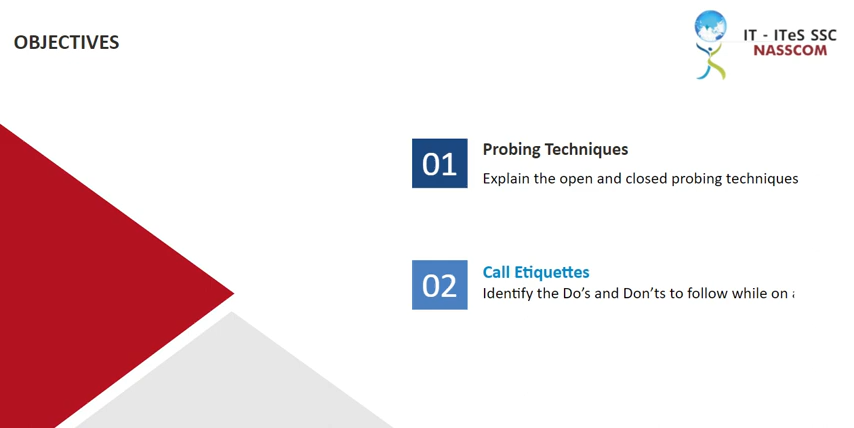 OBJECTIVES
IT - ITeS SSC
NASSCOM
01
Probing Techniques
Explain the open and closed probing techniques
02
Call Etiquettes
Identify the Do’s and Don’ts to follow while on